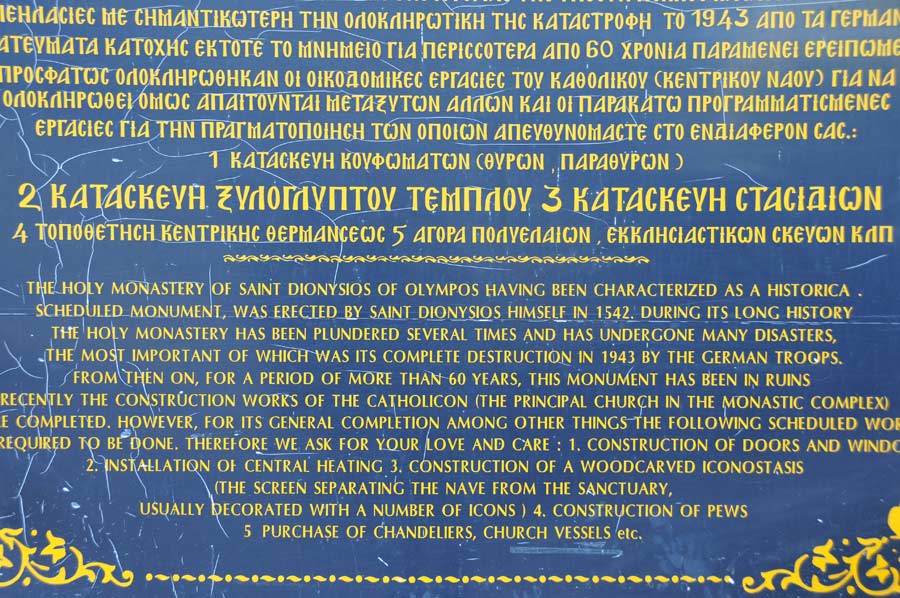 ΜΕ ΣΗΜΑΝΤΙΚΩΤΕΡΗ ΤΗΝ ΟΛΟΚΛΗΡΩΤΙΚΗ ΤΗΣ ΚΑΤΑΣΤΡΟΦΗ ΤΟ 1943 ΑΠΟ ΤΑ ΓΕΡΜΑΝ
ΑΤΕΥΜΑΤΑ ΚΑΤΟΧΗΣ ΕΚΤΟΤΕ ΤΟ ΜΝΗΜΕΙΟ ΓΙΑ ΠΕΡΙΣΣΟΤΕΡΑ ΑΠΟ 60 ΧΡΟΝΙΑ ΠΑΡΑΜΕΝΕΙ ΕΡΕΙΠΩΜΕ
ΠΡΟΣΦΑΤΩΣ ΟΛΟΚΛΗΡΩΘΗΚΑΝ ΟΙ ΟΙΚΟΔΟΜΙΚΕΣ ΕΡΓΑΣΙΕΣ ΤΟΥ ΚΑΘΟΛΙΚΟΥ (ΚΕΝΤΡΙΚΟΥ ΝΑΟΥ) ΓΙΑ ΝΑ
ΟΛΟΚΛΗΡΩΘΕΙ ΟΜΩΣ ΑΠΑΙΤΟΥΝΤΑΙ ΜΕΤΑΞΥΤΩΝ ΑΛΛΩΝ ΚΑΙ ΟΙ ΠΑΡΑΚΑΤΩ ΠΡΟΓΡΑΜΜΑΤΙΣΜΕΝΕΣ
ΕΡΓΑΣΙΕΣ ΓΙΑ ΤΗΝ ΠΡΑΓΜΑΤΟΠΟΙΗΣΗ ΤΩΝ ΟΠΟΙΩΝ ΑΠΕΥΘΥΝΟΜΑΣΤΕ ΣΤΟ ΕΝΔΙΑΦΕΡΟΝ ΣΑΣ.:
1 ΚΑΤΑΣΚΕΥΗ ΚΟΥΦΩΜΑΤΩΝ (ΘΥΡΩΝ , ΠΑΡΑΘΥΡΩΝ )
2 ΚΑΤΑΣΚΕΥΗ ΞΥΛΟΓΛΥΠΤΟΥ ΤΕΜΠΛΟΥ 3 ΚΑΤΑΣΚΕΥΗ ΣΤΑΣΙΔΙΩΝ
4 ΤΟΠΟΘΕΤΗΣΗ ΚΕΝΤΡΙΚΗΣ ΘΕΡΜΑΝΣΕΩΣ 5 ΑΓΟΡΑ ΠΟΛΥΕΛΑΙΩΝ , ΕΚΚΛΗΣΙΑΣΤΙΚΩΝ ΣΚΕΥΩΝ ΚΛΠ
THE HOLY MONASTERY OF SAINT DIONYSIOS OF OLYMPOS HAVING BEEN CHARACTERIZED AS A HISTORICA .
SCHEDULED MONUMENT, WAS ERECTED BY SAINT DIONYSIOS HIMSELF IN 1542. DURING ITS LONG HISTORY
THE HOLY MONASTERY HAS BEEN PLUNDERED SEVERAL TIMES AND HAS UNDERGONE MANY DISASTERS,
THE MOST IMPORTANT OF WHICH WAS ITS COMPLETE DESTRUCTION IN 1943 BY THE GERMAN TROOPS.
FROM THEN ON, FOR A PERIOD OF MORE THAN 60 YEARS, THIS MONUMENT HAS BEEN IN RUINS
RECENTLY THE CONSTRUCTION WORKS OF THE CATHOLICON (THE PRINCIPAL CHURCH IN THE MONASTIC COMPLEX)
E COMPLETED. HOWEVER, FOR ITS GENERAL COMPLETION AMONG OTHER THINGS THE FOLLOWING SCHEDULED WOR
REQUIRED TO BE DONE. THEREFORE WE ASK FOR YOUR LOVE AND CARE : 1. CONSTRUCTION OF DOORS AND WINDO
2. INSTALLATION OF CENTRAL HEATING 3. CONSTRUCTION OF A WOODCARVED ICONOSTASIS
(THE SCREEN SEPARATING THE NAVE FROM THE SANCTUARY,
USUALLY DECORATED WITH A NUMBER OF ICONS ) 4. CONSTRUCTION OF PEWS
5 PURCHASE OF CHANDELIERS, CHURCH VESSELS etc.